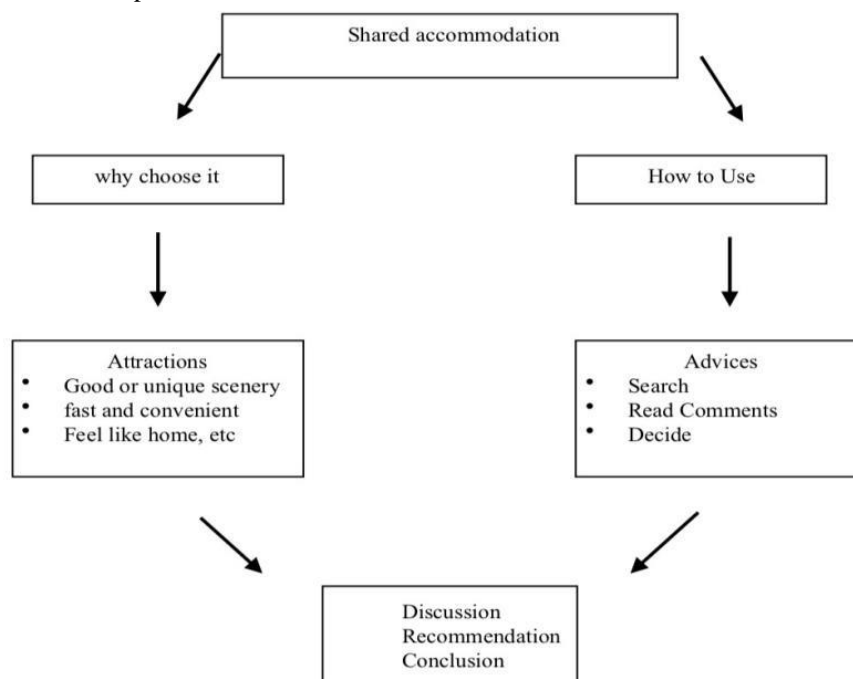 Shared accommodation
why choose it
How to Use
Attractions
• Good or unique scenery
• fast and convenient
• Feel like home, etc
Advices
• Search
• Read Comments
• Decide
Discussion
Recommendation
Conclusion